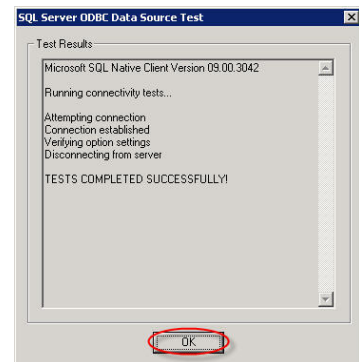 SQL Server ODBC Data Source Test
Test Results
Microsoft SQL Native Client Version 09.00.3042
Running connectivity tests...
Attempting connection
Connection established
Verifying option settings
Disconnecting from server
TESTS COMPLETED SUCCESSFULLY!
OK